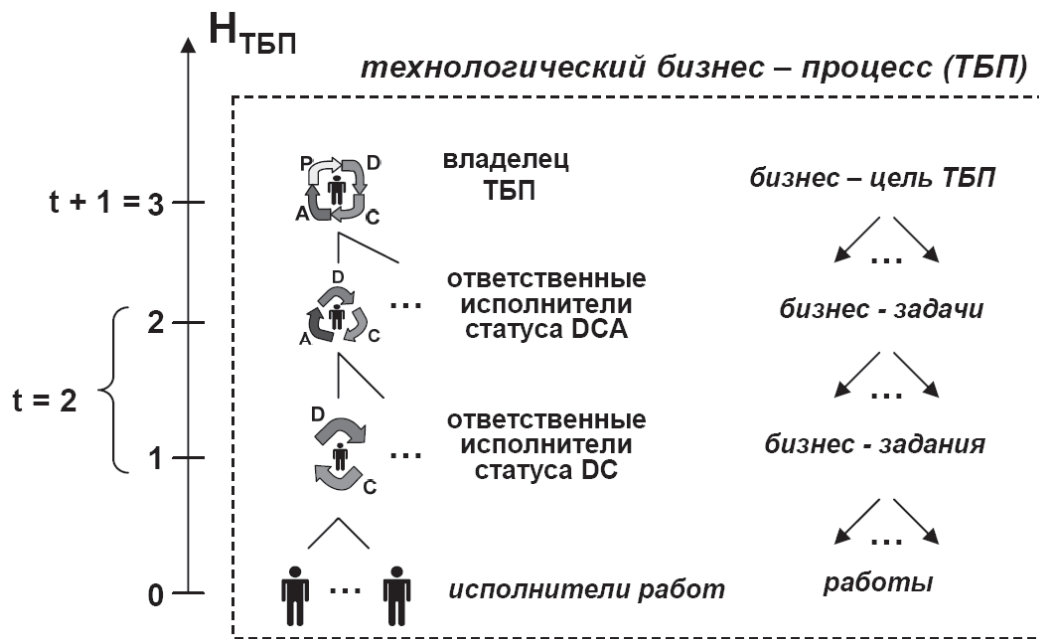 HТБП
технологический бизнес – процесс (ТБП)
P D
A C
владелец
ТБП
бизнес – цель ТБП
t + 1 = 3
...
D
A C
...
ответственные
исполнители
статуса DCA
бизнес - задачи
2
t = 2
...
D
C
...
ответственные
исполнители
статуса DC
бизнес - задания
1
...
0
...
исполнители работ
работы